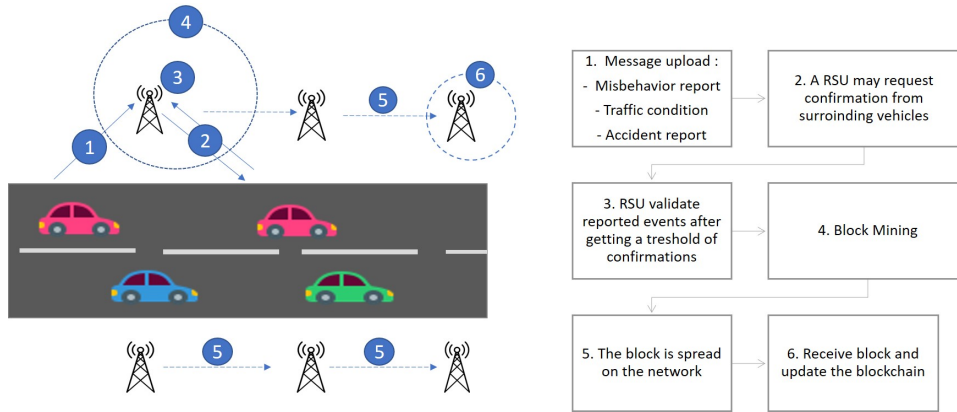 4
3
6
5
1
2
5
5
1. Message upload :
- Misbehavior report
- Traffic condition
- Accident report
2. A RSU may request
confirmation from
surroinding vehicles
3. RSU validate
reported events after
getting a treshold of
confirmations
4. Block Mining
5. The block is spread
on the network
6. Receive block and
update the blockchain